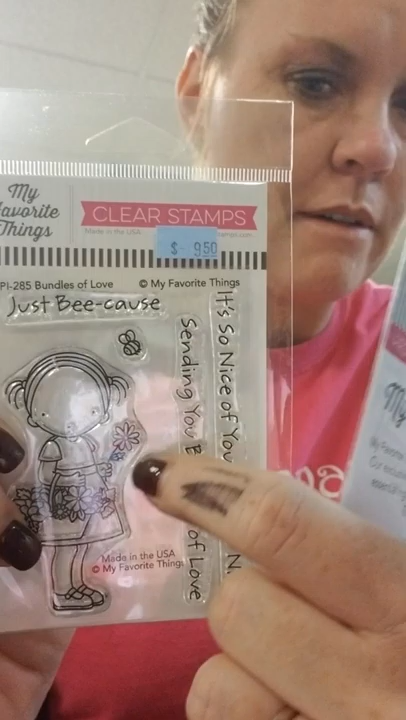 My
Favorite
Things
CLEAR STAMPS
Made in the USA
$ 9.50
PI-285 Bundles of Love © My Favorite Things
Just Bee-cause
It's So Nice of You
Sending You B
of Love
N.
Made in the USA
© My Favorite Things
My